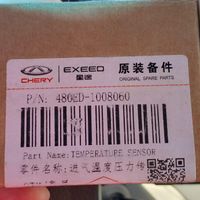 CHERY
EXEED
星途
原装备件
ORIGINAL SPARE PARTS
P/N: 480ED-1008060
Part Name:TEMPERATURE SENSOR
零件名称:进气温度压力传